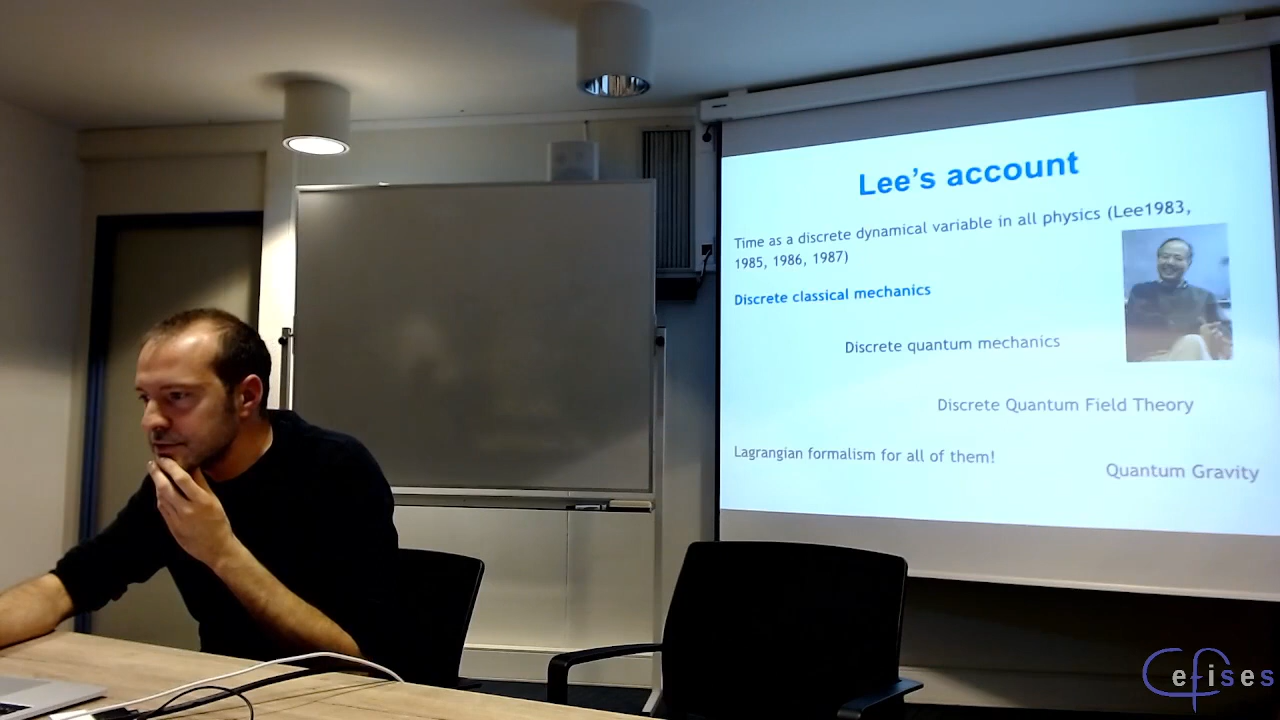 Lee's account
Time as a discrete dynamical variable in all physics (Lee1983,
1985, 1986, 1987)
Discrete classical mechanics
Discrete quantum mechanics
Discrete Quantum Field Theory
Lagrangian formalism for all of them!
Quantum Gravity
Cefises